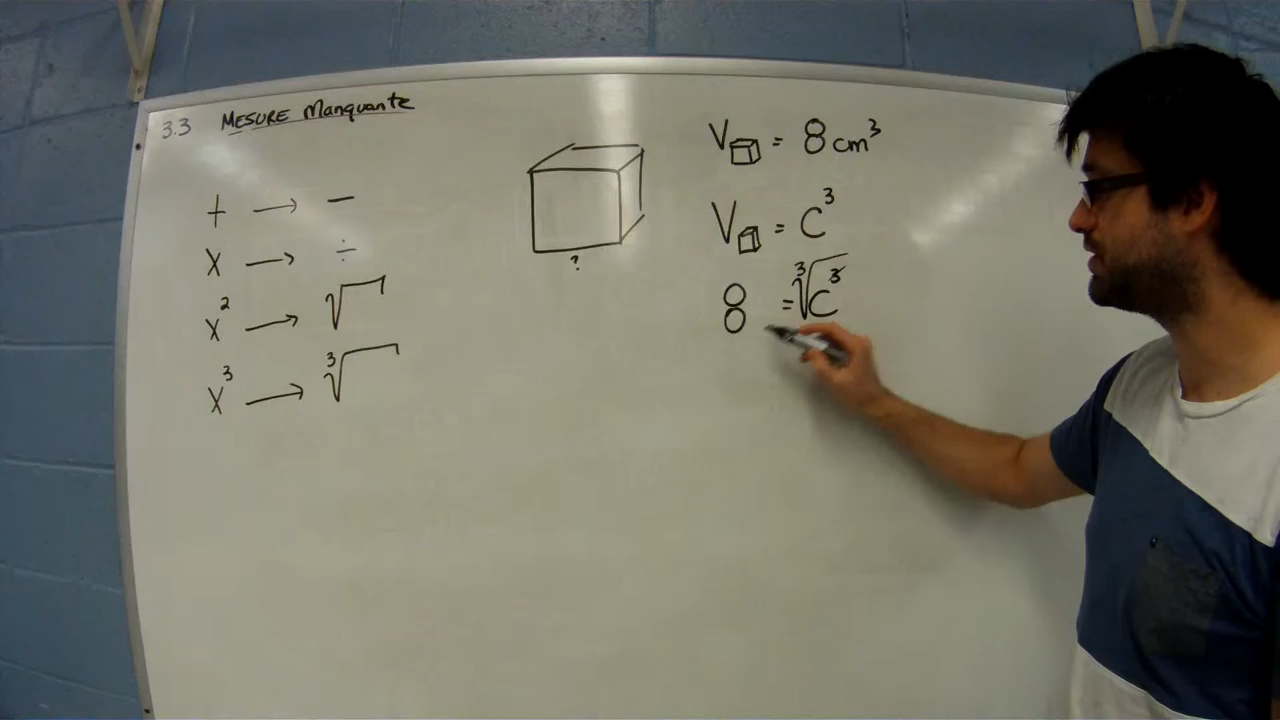 3.3 MESURE Manquante
+ → −
x → ÷
x² → √
x³ → ∛
?
V = 8 cm³
V = C³
8 = ∛C³